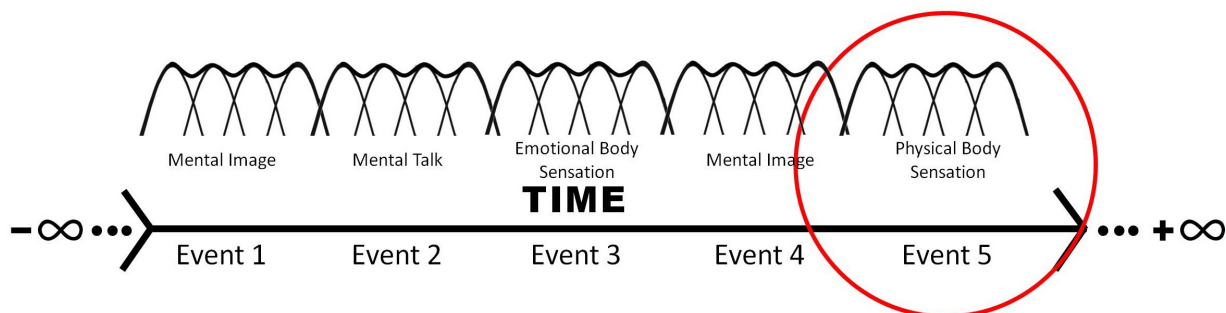 Mental Image
Mental Talk
Emotional Body
Sensation
Mental Image
Physical Body
Sensation
TIME
- ∞ •••
••• + ∞
Event 1
Event 2
Event 3
Event 4
Event 5